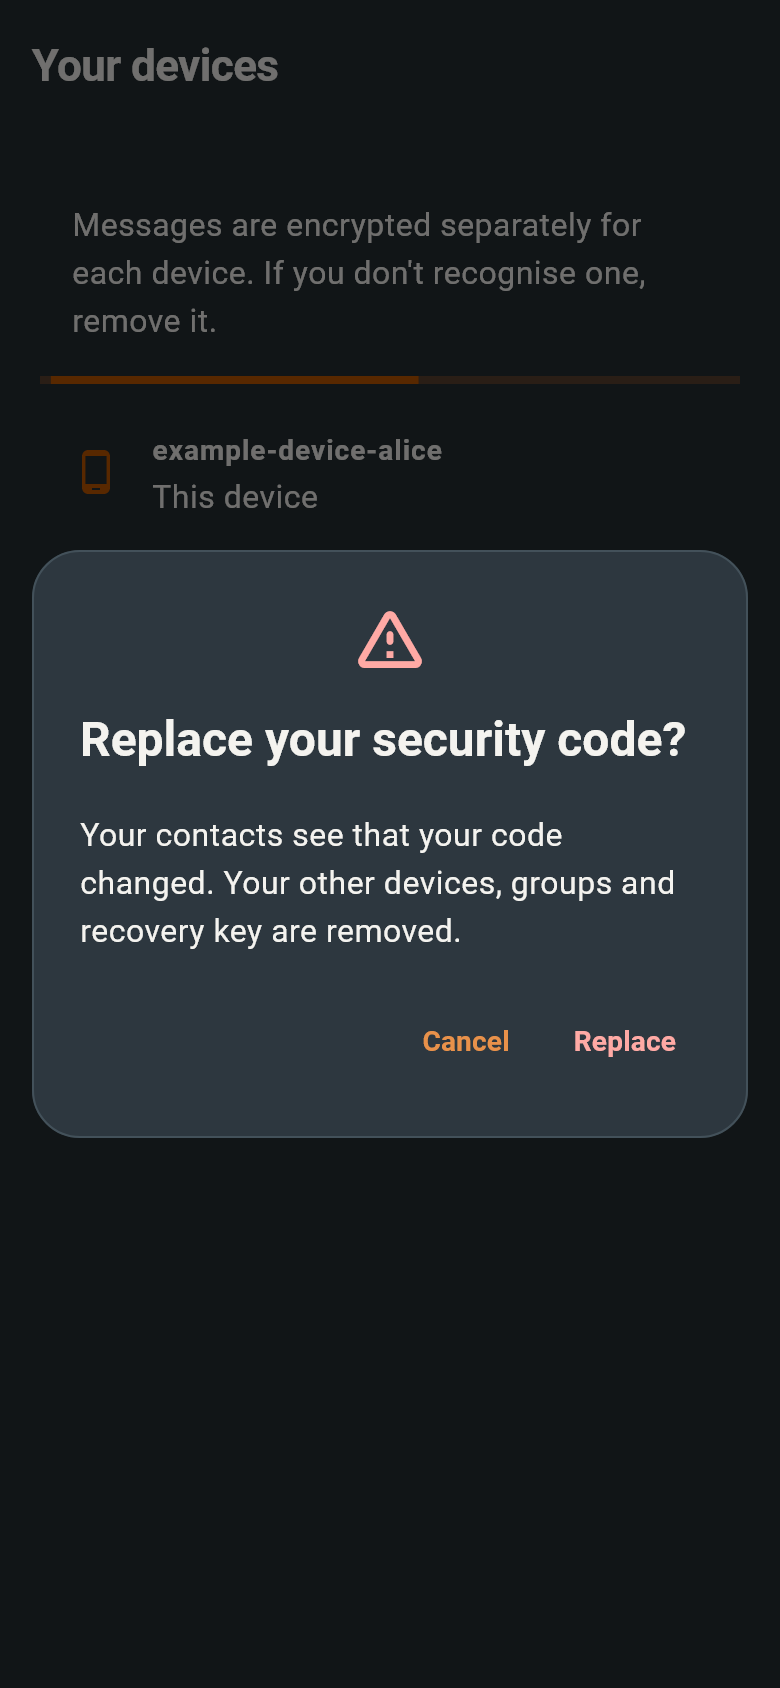 Your devices
Messages are encrypted separately for
each device. If you don't recognise one,
remove it.
example-device-alice
This device
Replace your security code?
Your contacts see that your code
changed. Your other devices, groups and
recovery key are removed.
Cancel
Replace